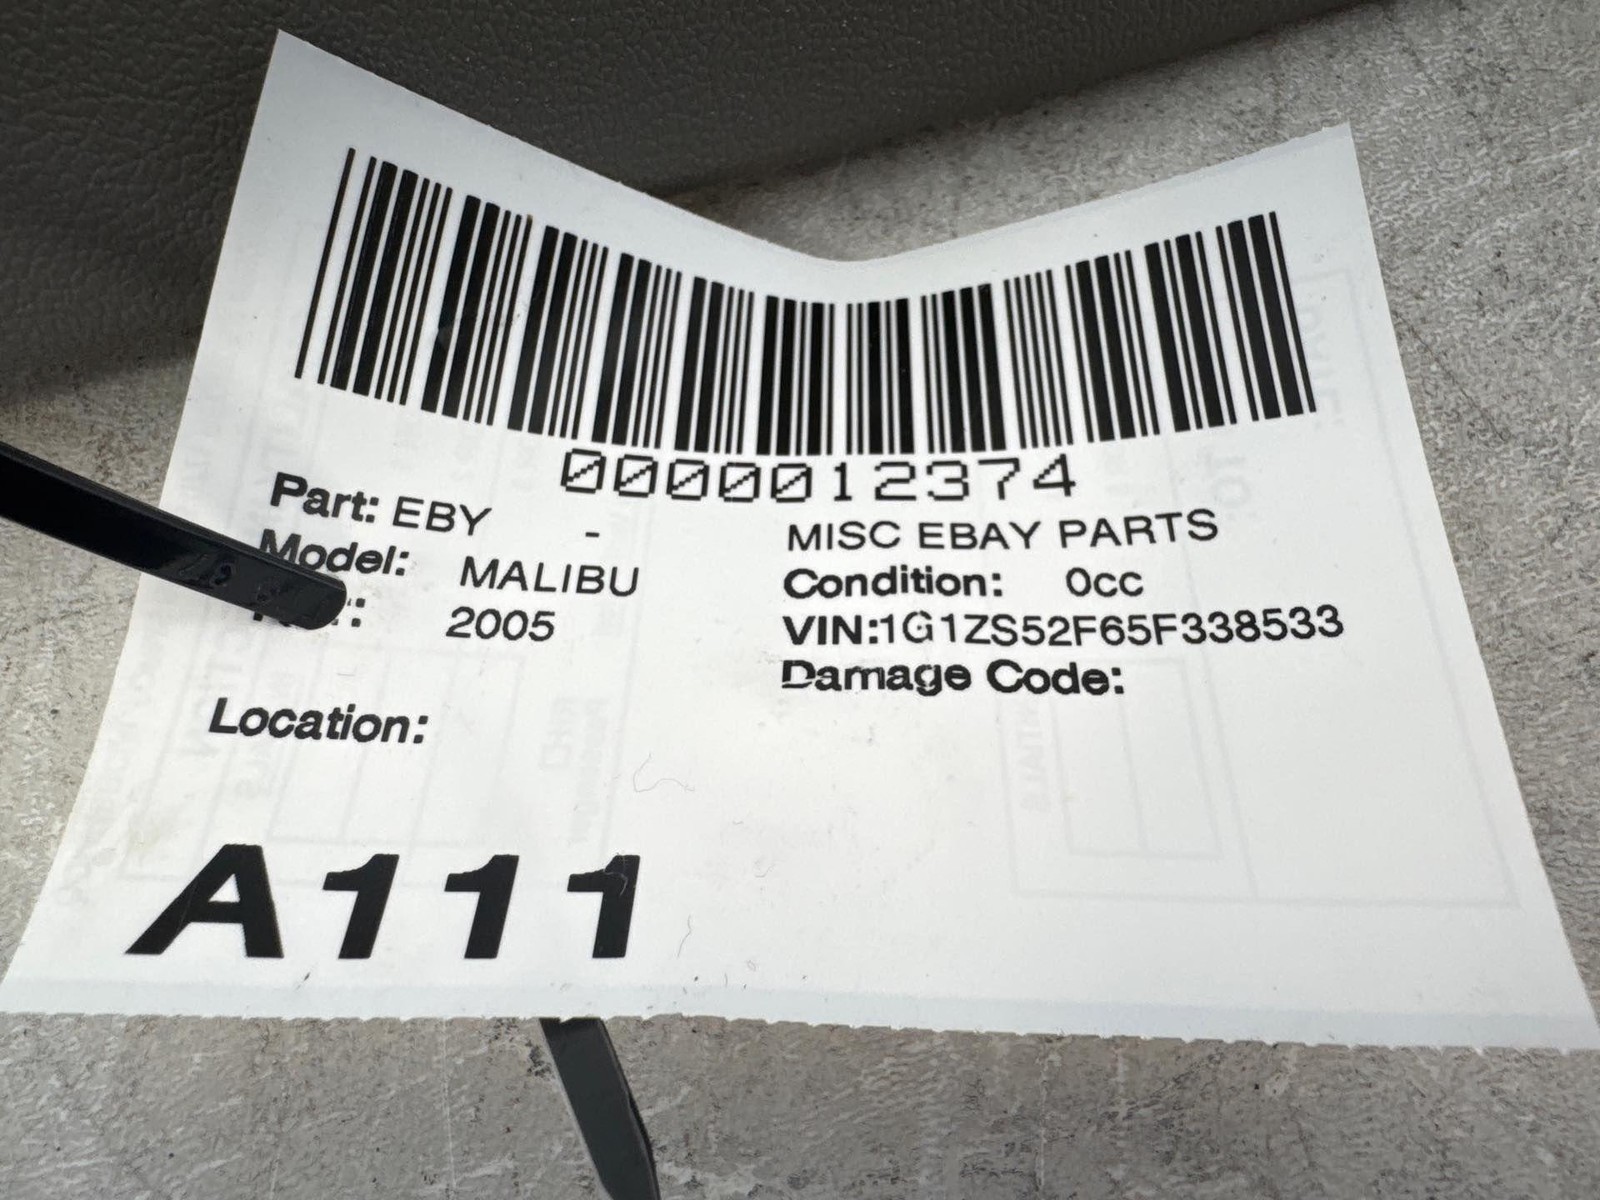 0000012374
Part: EBY - MISC EBAY PARTS
Model: MALIBU Condition: 0cc
2005 VIN:1G1ZS52F65F338533
Damage Code:
Location:
A111